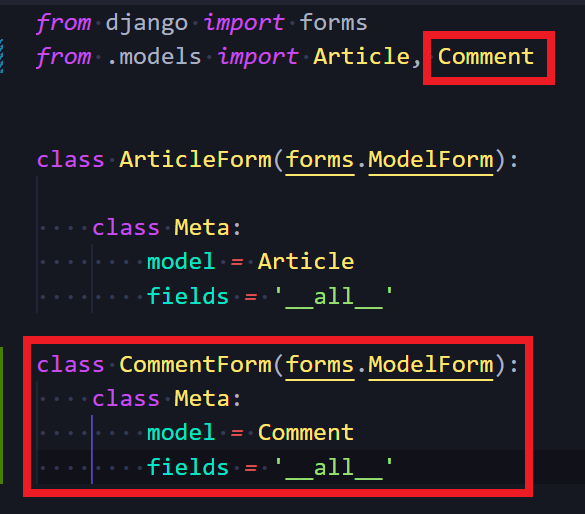 from django import forms
from .models import Article, Comment
class ArticleForm(forms.ModelForm):
class Meta:
model = Article
fields = '__all__'
class CommentForm(forms.ModelForm):
class Meta:
model = Comment
fields = '__all__'